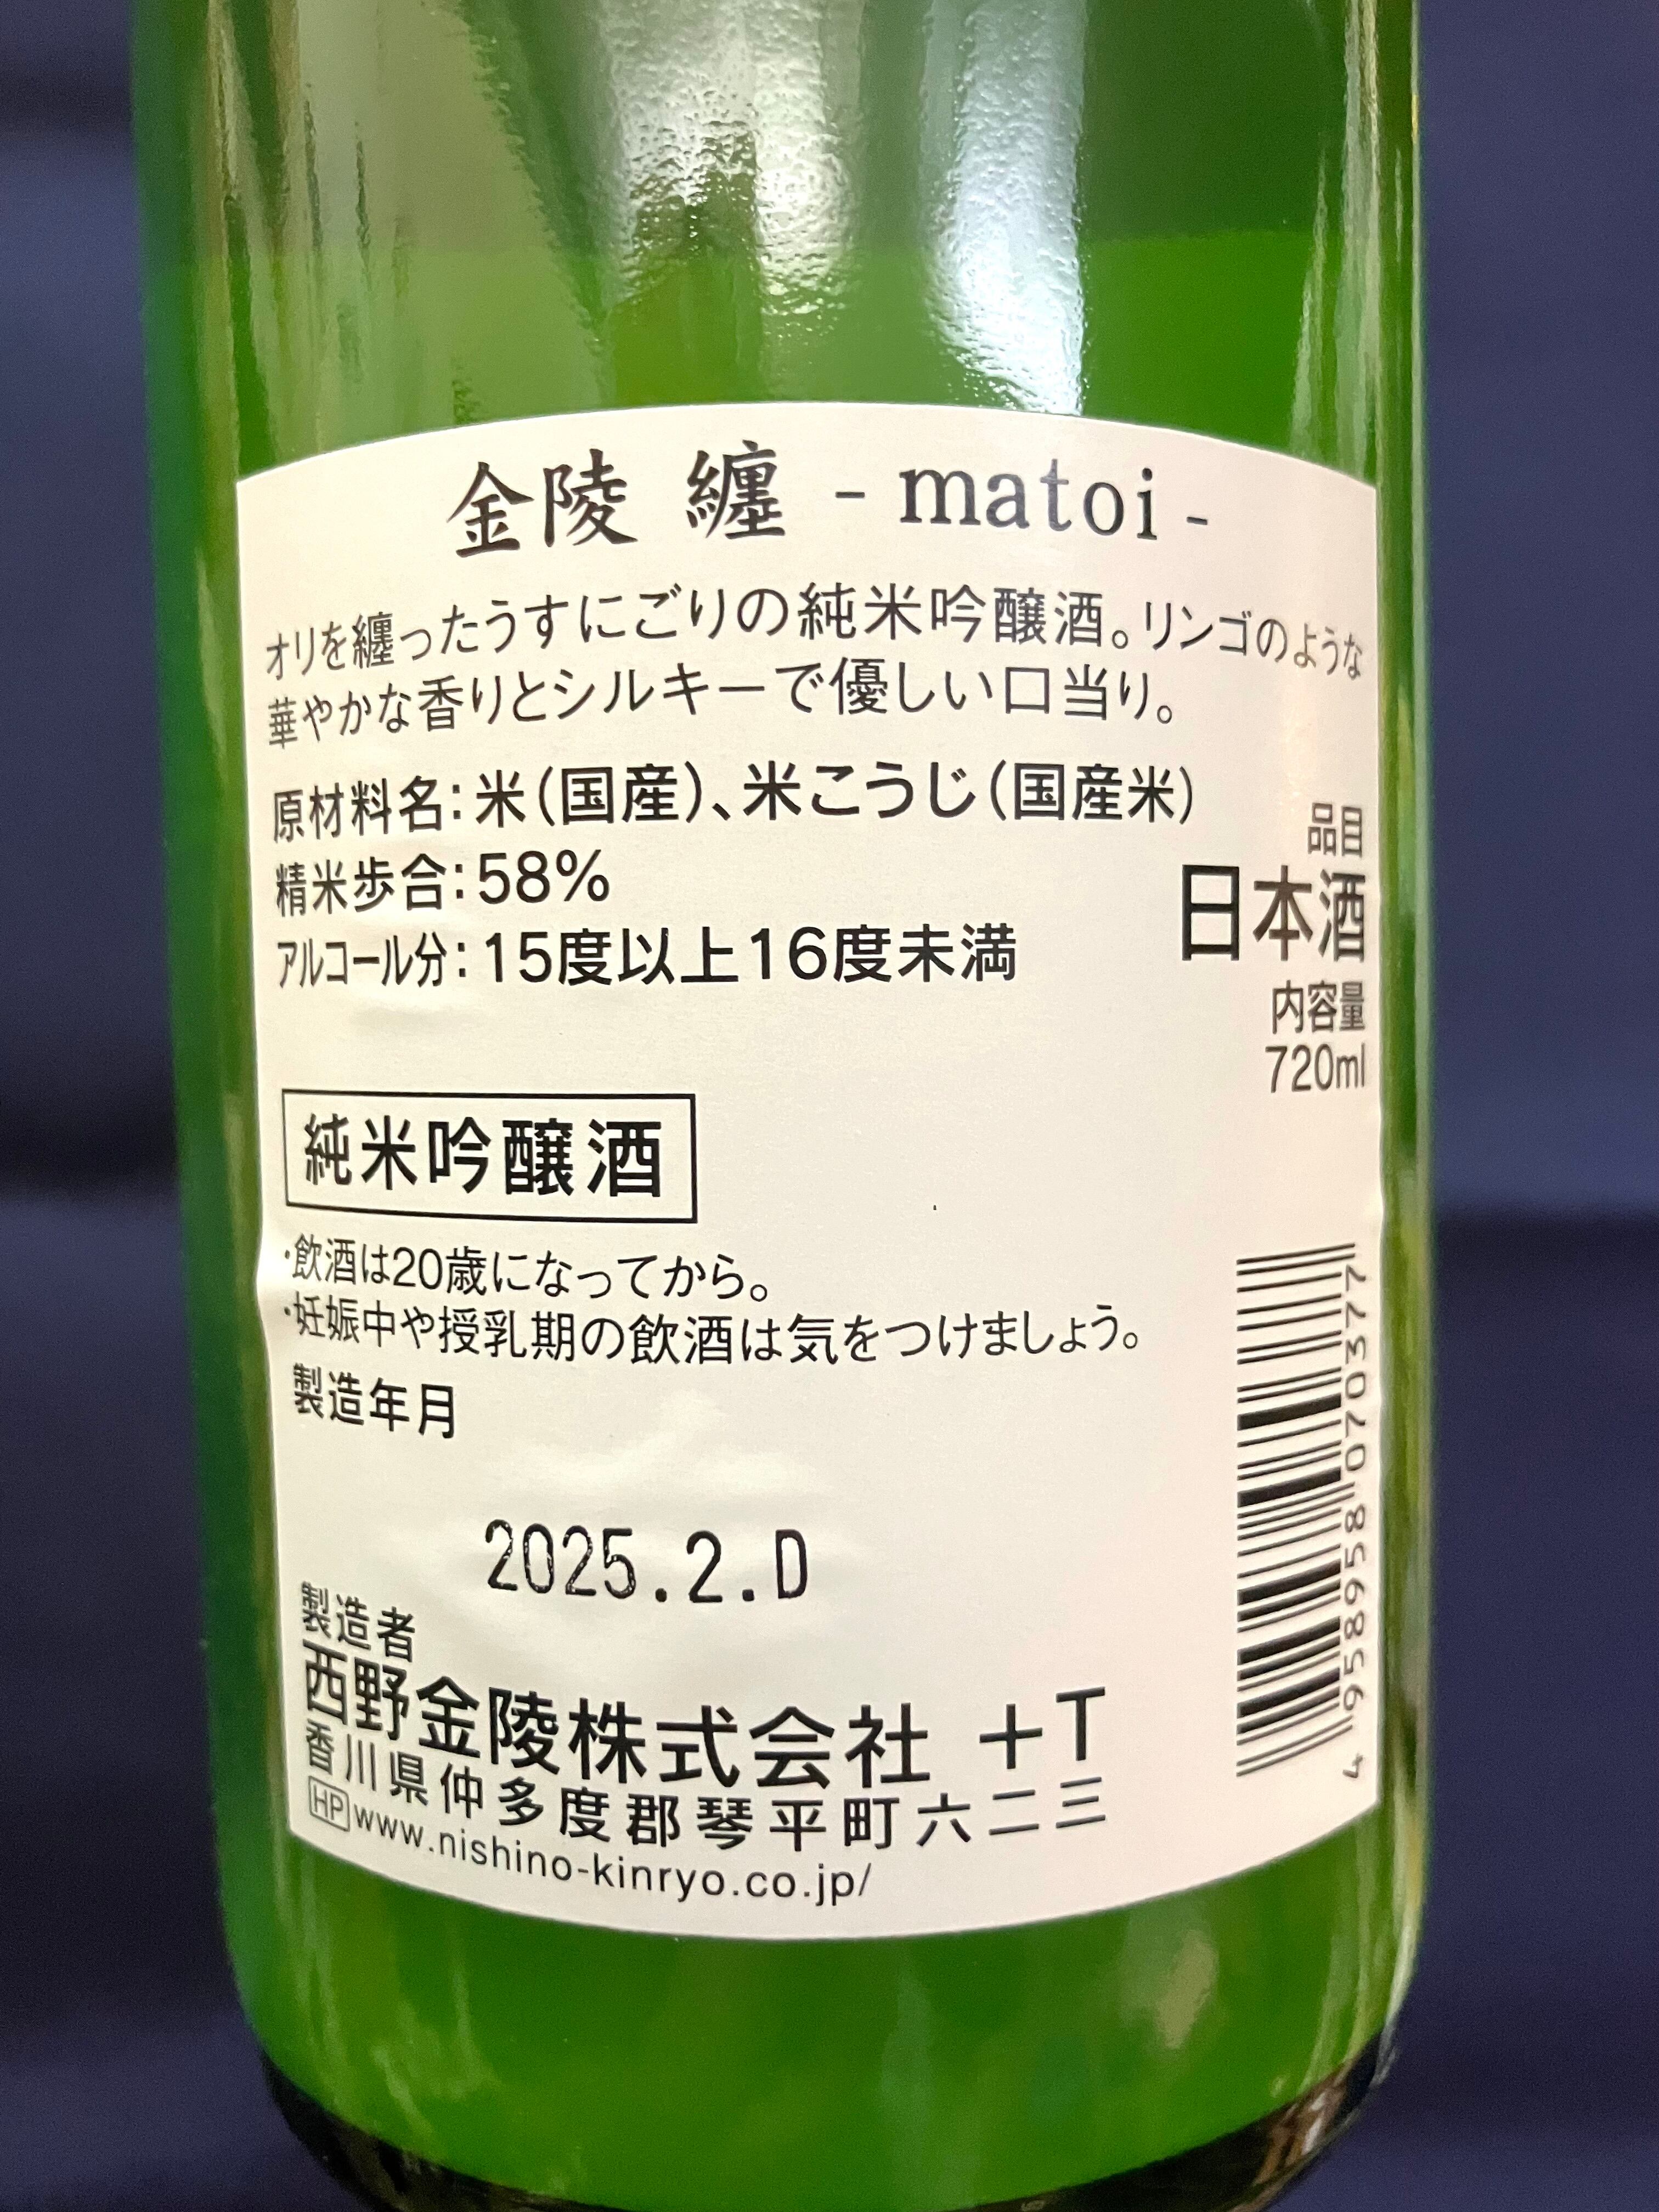 金陵 纏 - matoi -
オリを纏ったうすにごりの純米吟醸酒。リンゴのような
華やかな香りとシルキーで優しい口当り。
原材料名：米（国産）、米こうじ（国産米）
精米歩合：58%
アルコール分：15度以上16度未満
品目
日本酒
内容量
720ml
純米吟醸酒
・飲酒は20歳になってから。
・妊娠中や授乳期の飲酒は気をつけましょう。
製造年月
2025.2.D
製造者
西野金陵株式会社 +T
香川県仲多度郡琴平町六二三
HP www.nishino-kinryo.co.jp/
4 968958 070377